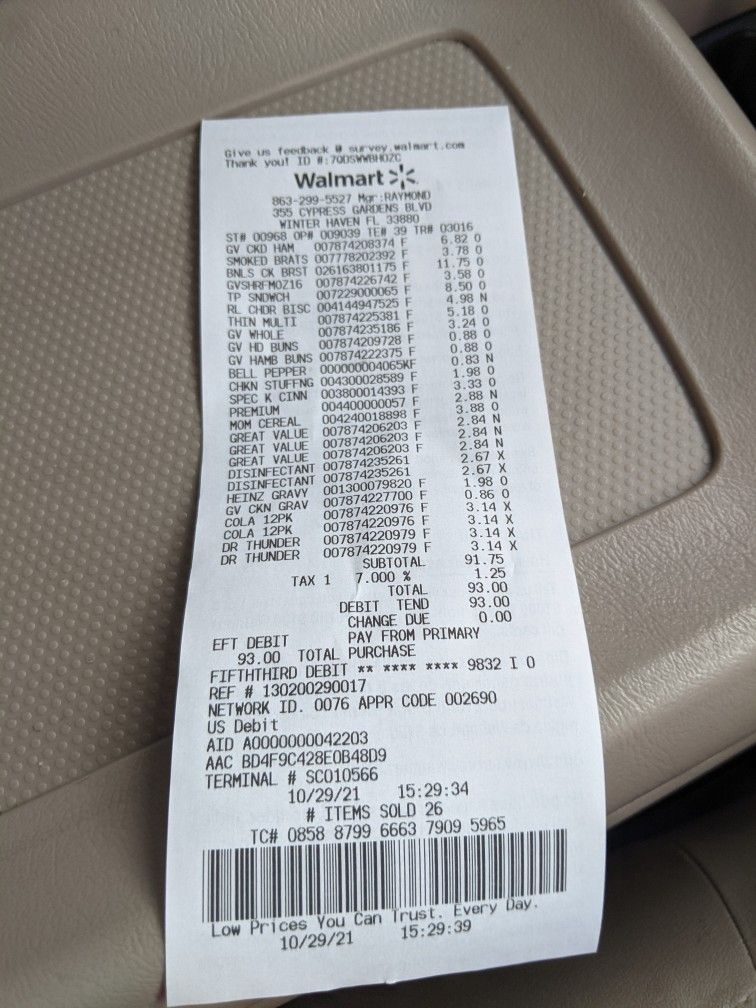 Give us feedback @ survey.walmart.com
Thank you! ID #:7QDSWWBHOZC
Walmart
863-299-5527 Mgr:RAYMOND
355 CYPRESS GARDENS BLVD
WINTER HAVEN FL 33880
ST# 00968 OP# 009039 TE# 39 TR# 03016
GV CKD HAM 007874208374 F 6.82 O
SMOKED BRATS 007778202392 F 3.78 O
BNLS CK BRST 026163801175 F 11.75 O
GVSHRFMOZ16 007874226742 F 3.58 O
TP SNDWCH 007229000065 F 8.50 O
RL CHDR BISC 004144947525 F 4.98 N
THIN MULTI 007874225381 F 5.18 O
GV WHOLE 007874235186 F 3.24 O
GV HD BUNS 007874209728 F 0.88 O
GV HAMB BUNS 007874222375 F 0.88 O
BELL PEPPER 000000004065KF 0.83 N
CHKN STUFFNG 004300028589 F 1.98 O
SPEC K CINN 003800014393 F 3.33 O
PREMIUM 004400000057 F 2.88 N
MOM CEREAL 004240018898 F 3.88 O
GREAT VALUE 007874206203 F 2.84 N
GREAT VALUE 007874206203 F 2.84 N
GREAT VALUE 007874206203 F 2.84 N
DISINFECTANT 007874235261 2.67 X
DISINFECTANT 007874235261 2.67 X
HEINZ GRAVY 001300079820 F 1.98 O
GV CKN GRAV 007874227700 F 0.86 O
COLA 12PK 007874220976 F 3.14 X
COLA 12PK 007874220976 F 3.14 X
DR THUNDER 007874220979 F 3.14 X
DR THUNDER 007874220979 F 3.14 X
SUBTOTAL 91.75
TAX 1 7.000 % 1.25
TOTAL 93.00
DEBIT TEND 93.00
CHANGE DUE 0.00
EFT DEBIT PAY FROM PRIMARY
93.00 TOTAL PURCHASE
FIFTHTHIRD DEBIT ** **** **** 9832 I 0
REF # 130200290017
NETWORK ID. 0076 APPR CODE 002690
US Debit
AID A0000000042203
AAC BD4F9C428E0B48D9
TERMINAL # SC010566
10/29/21 15:29:34
# ITEMS SOLD 26
TC# 0858 8799 6663 7909 5965
Low Prices You Can Trust. Every Day.
10/29/21 15:29:39